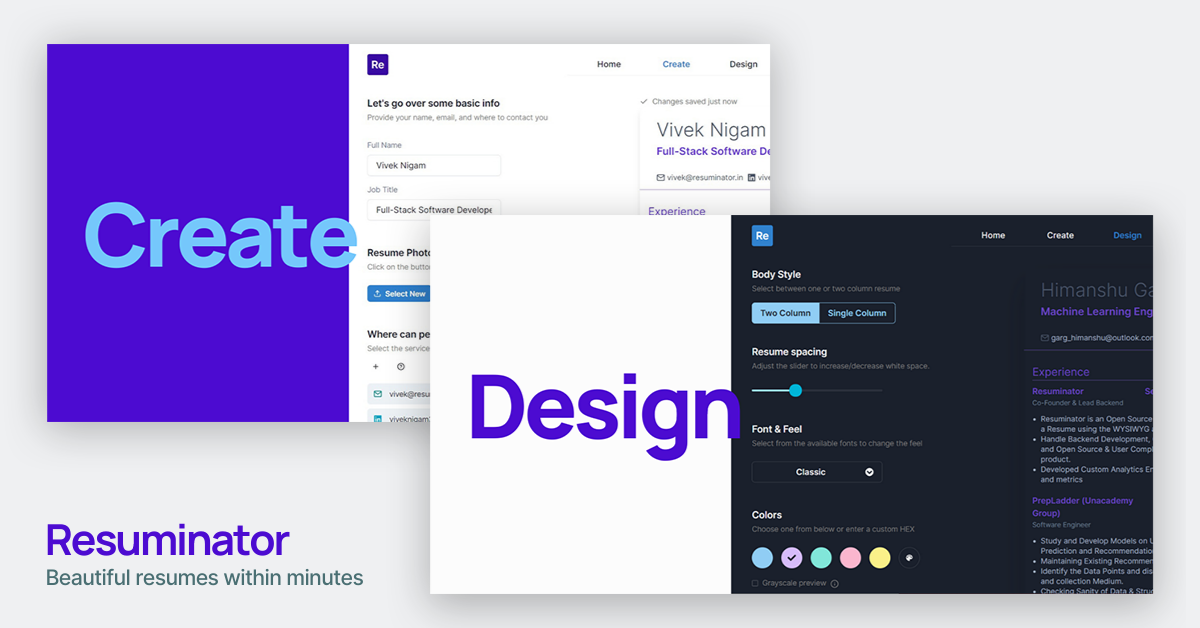 Create
Re
Home
Create
Design
Let's go over some basic info
Provide your name, email, and where to contact you
Full Name
Vivek Nigam
Job Title
Full-Stack Software Develope
Resume Photo
Click on the button
Select New
Where can pe
Select the service
vivek@resu
viveknigam
Changes saved just now
Vivek Nigam
Full-Stack Software De
vivek@resuminator.in
vive
Experience
Design
Re
Home
Create
Design
Body Style
Select between one or two column resume
Two Column
Single Column
Resume spacing
Adjust the slider to increase/decrease white space.
Font & Feel
Select from the available fonts to change the feel
Classic
Colors
Choose one from below or enter a custom HEX
Grayscale preview
Himanshu Ga
Machine Learning Eng
garg_himanshu@outlook.com
Experience
Resuminator
Se
Co-Founder & Lead Backend
• Resuminator is an Open Source
a Resume using the WYSIWYG
• Handle Backend Development,
and Open Source & User Compl
product.
• Developed Custom Analytics En
and metrics
PrepLadder (Unacademy
Group)
Software Engineer
• Study and Develop Models on U
Prediction and Recommendatio
• Maintaining Existing Recommen
• Identify the Data Points and dis
and collection Medium.
• Checking Sanity of Data & Struc
Resuminator
Beautiful resumes within minutes